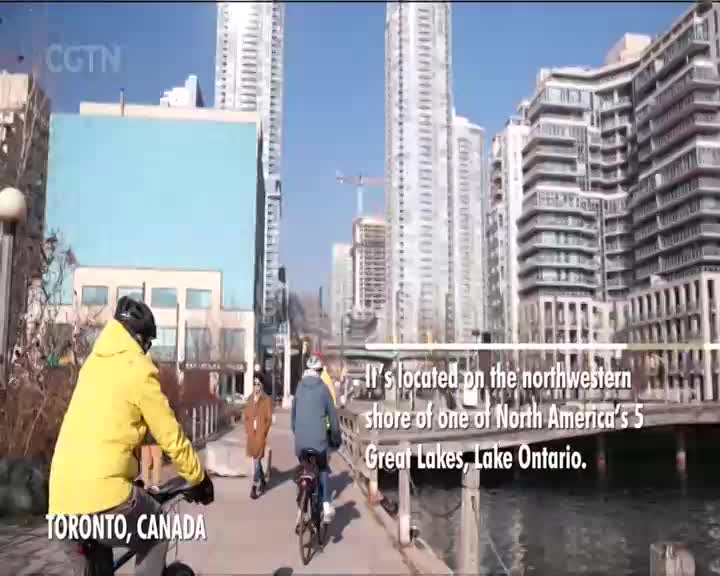 CGTN
It's located on the northwestern
shore of one of North America's 5
Great Lakes, Lake Ontario.
TORONTO, CANADA